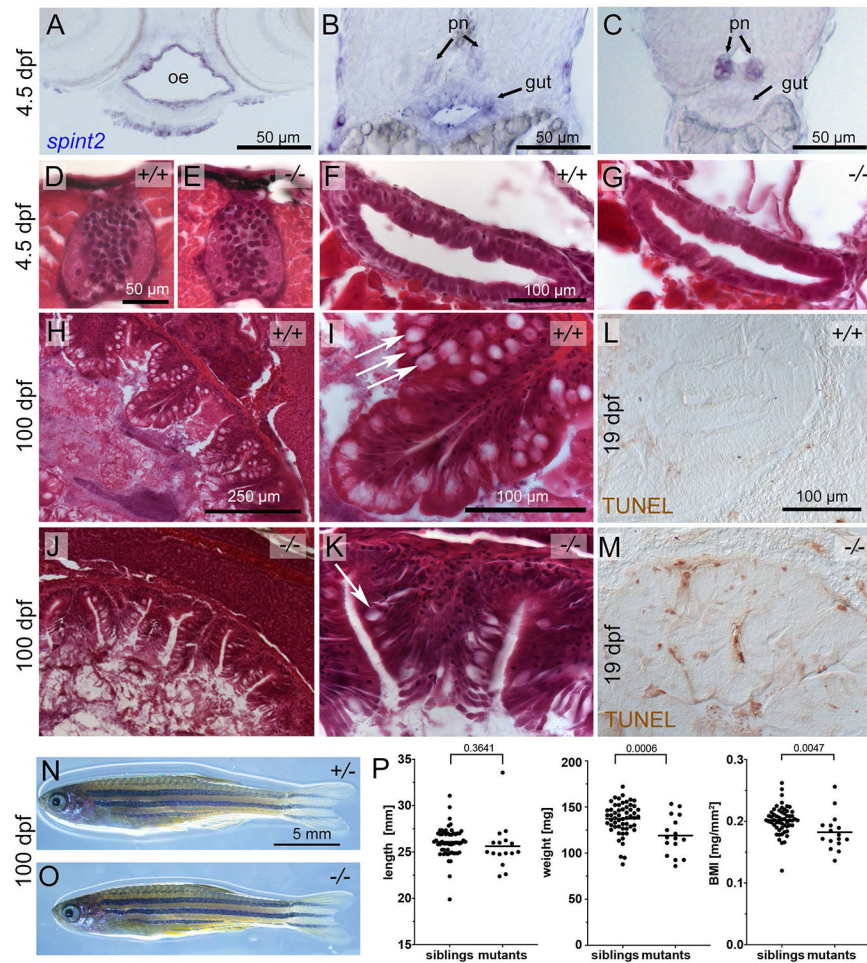 4.5 dpf
A
oe
spint2
50 µm
B
pn
gut
50 µm
C
pn
gut
50 µm
4.5 dpf
D
+/+
50 µm
E
-/-
F
+/+
100 µm
G
-/-
100 dpf
H
+/+
250 µm
I
+/+
100 µm
L
+/+
19 dpf
100 µm
TUNEL
100 dpf
J
-/-
K
-/-
M
-/-
19 dpf
TUNEL
100 dpf
N
+/-
5 mm
O
-/-
P
0.3641
length [mm]
35
31
27
23
19
15
siblings mutants
0.0006
weight [mg]
200
150
100
50
0
siblings mutants
0.0047
BMI [mg/mm²]
0.3
0.2
0.1
0.0
siblings mutants